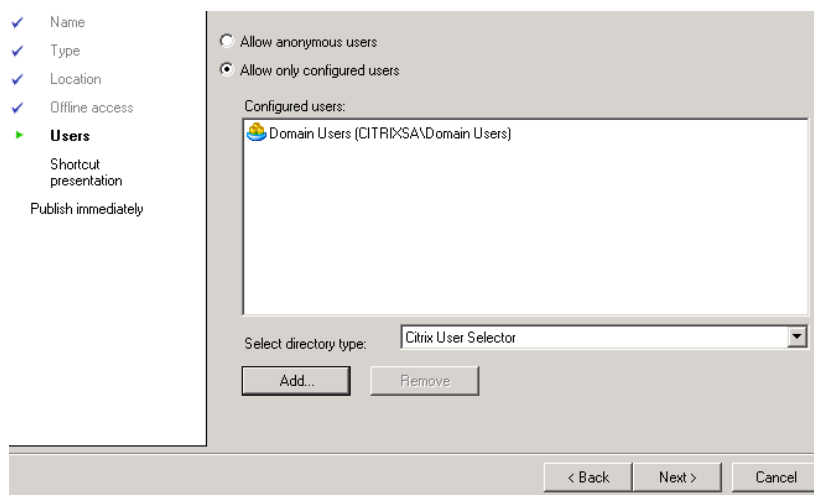 Name
Type
Location
Offline access
Users
Shortcut
presentation
Publish immediately
Allow anonymous users
Allow only configured users
Configured users:
Domain Users (CITRIXSA\Domain Users)
Select directory type:
Citrix User Selector
Add...
Remove
< Back
Next >
Cancel